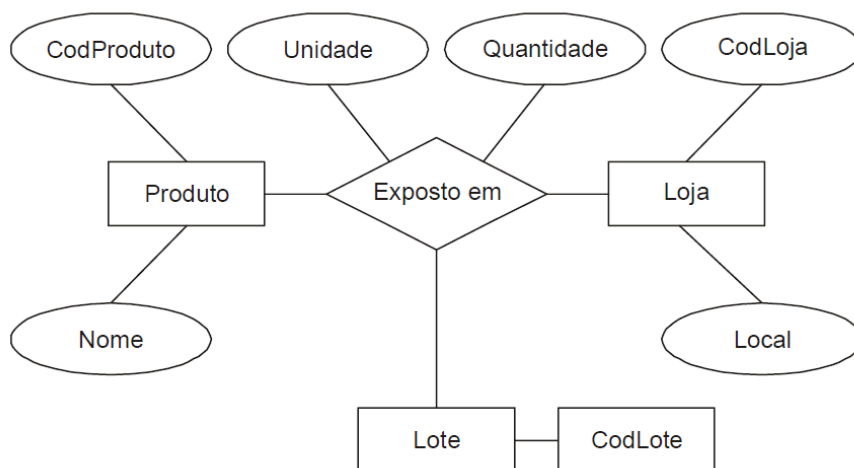 CodProduto
Unidade
Quantidade
CodLoja
Produto
Exposto em
Loja
Nome
Local
Lote
CodLote